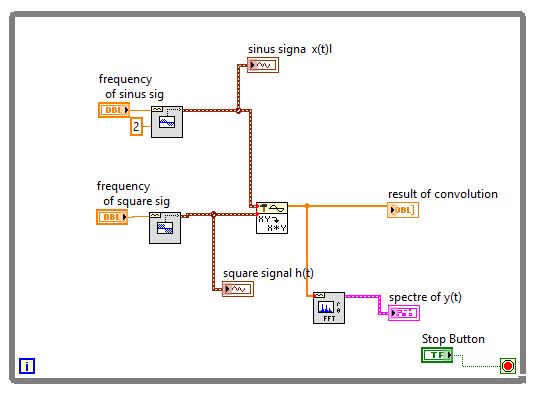 sinus signa x(t)l
frequency
of sinus sig
DBL
2
frequency
of square sig
DBL
XY
X*Y
result of convolution
DBL
square signal h(t)
spectre of y(t)
FFT
Stop Button
TF
i